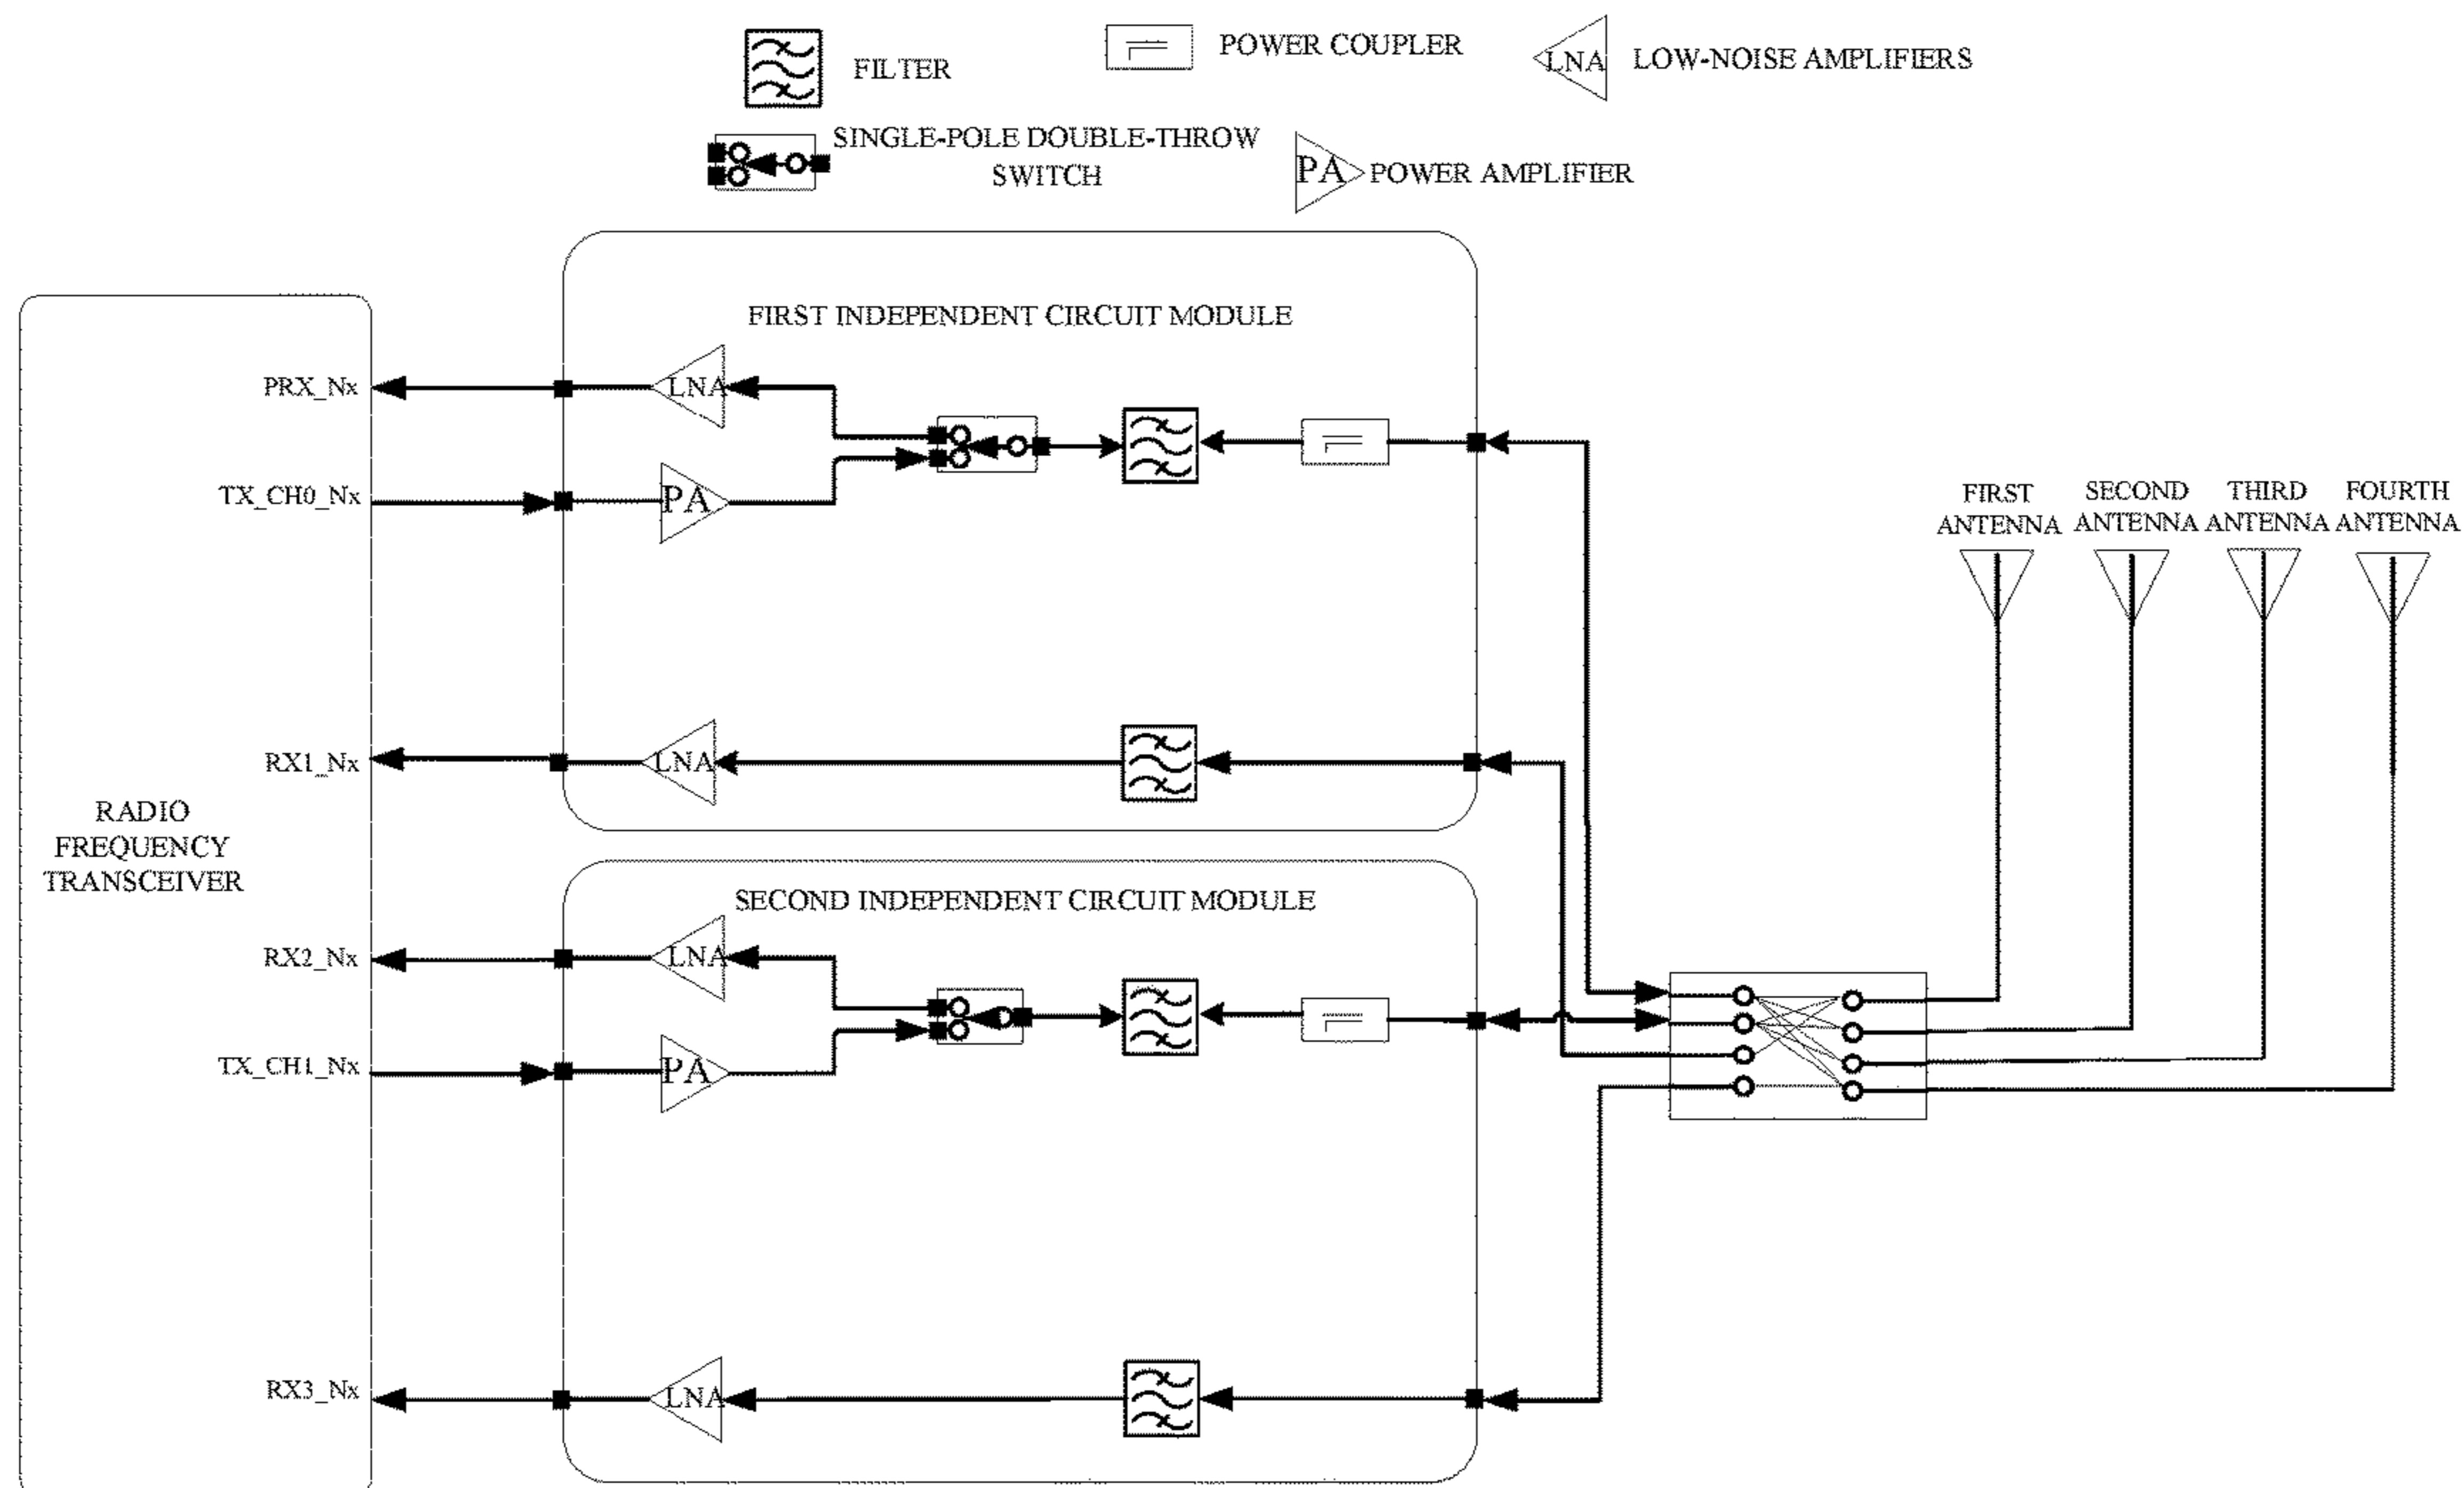 FILTER
POWER COUPLER
LNA
LOW-NOISE AMPLIFIERS
SINGLE-POLE DOUBLE-THROW
SWITCH
PA
POWER AMPLIFIER
FIRST INDEPENDENT CIRCUIT MODULE
PRX_Nx
LNA
TX_CH0_Nx
PA
FIRST
ANTENNA
SECOND
ANTENNA
THIRD
ANTENNA
FOURTH
ANTENNA
RX1_Nx
LNA
RADIO
FREQUENCY
TRANSCEIVER
SECOND INDEPENDENT CIRCUIT MODULE
RX2_Nx
LNA
TX_CH1_Nx
PA
RX3_Nx
LNA